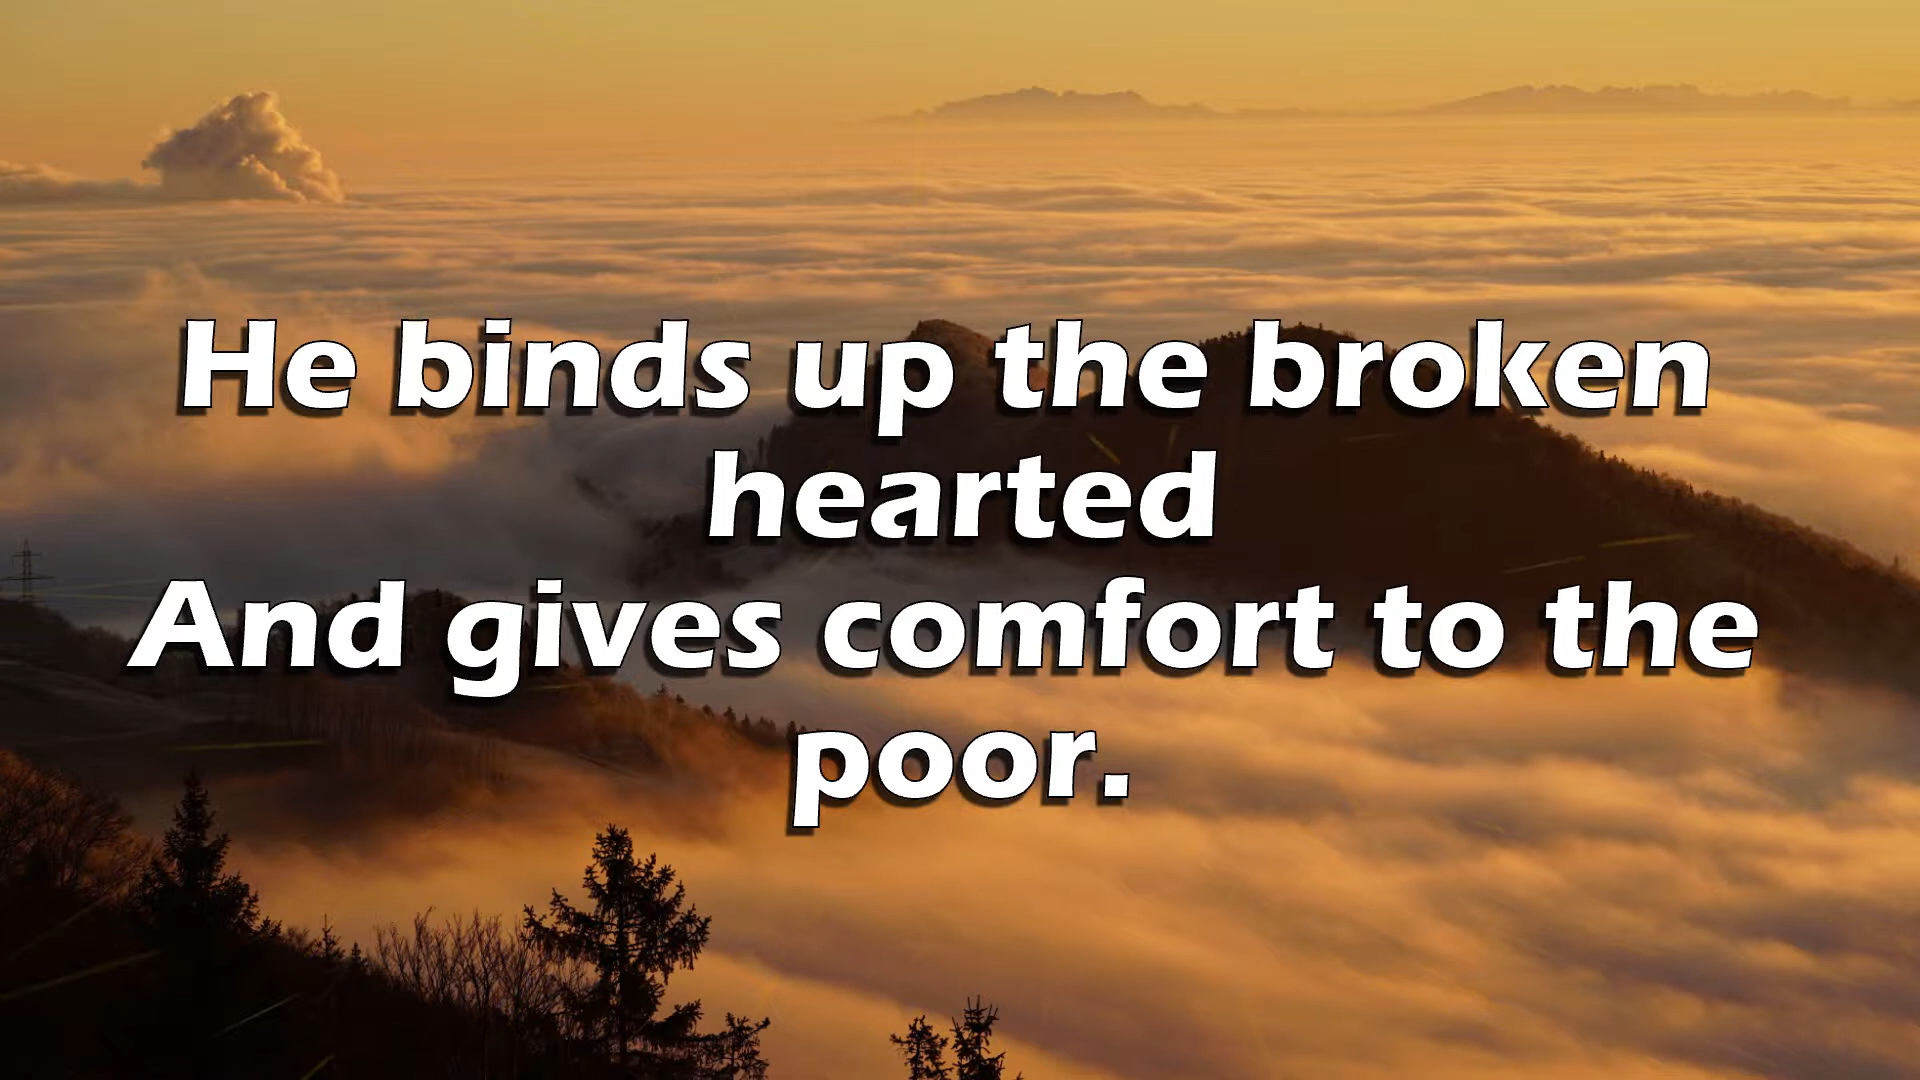 He binds up the broken
hearted
And gives comfort to the
poor.